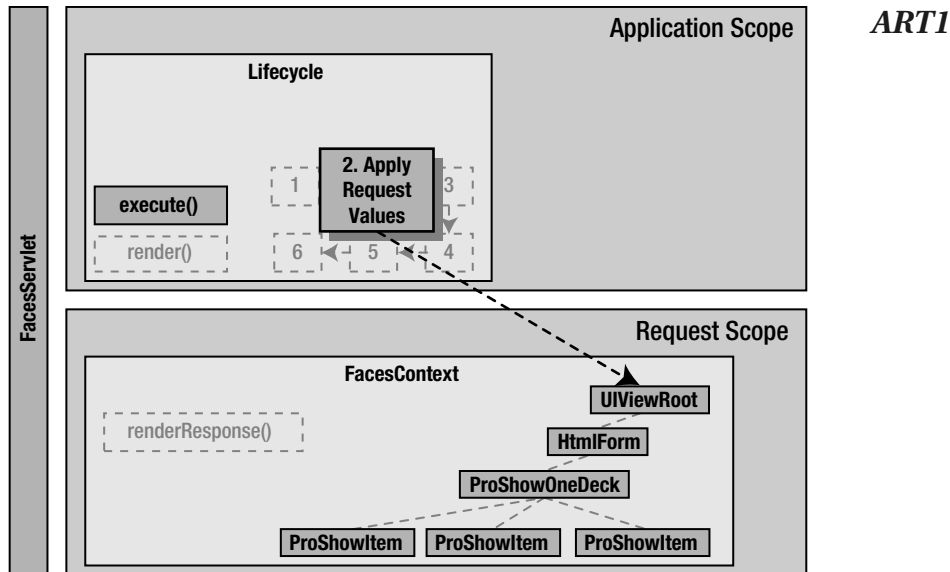 ART1
Application Scope
Lifecycle
2. Apply
Request
Values
1
3
execute()
render()
6
5
4
FacesServlet
Request Scope
FacesContext
UIViewRoot
renderResponse()
HtmlForm
ProShowOneDeck
ProShowItem
ProShowItem
ProShowItem